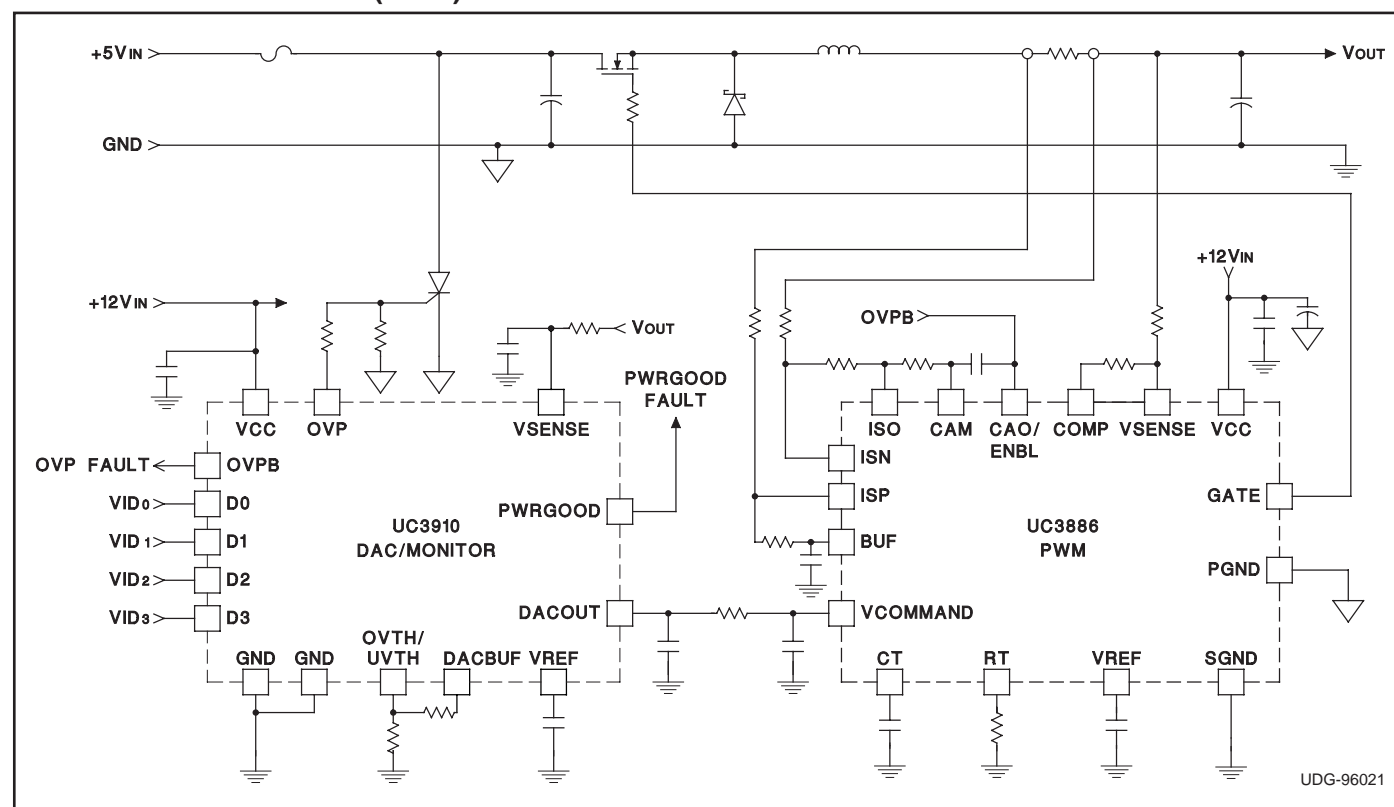 +5VIN
VOUT
GND
+12VIN
+12VIN
OVPB
VOUT
PWRGOOD
FAULT
VCC
OVP
VSENSE
ISO
CAM
CAO/
ENBL
COMP
VSENSE
VCC
OVP FAULT
OVPB
ISN
VID0
D0
PWRGOOD
ISP
GATE
UC3910
DAC/MONITOR
UC3886
PWM
VID1
D1
BUF
VID2
D2
PGND
VID3
D3
DACOUT
VCOMMAND
GND
GND
OVTH/
UVTH
DACBUF
VREF
CT
RT
VREF
SGND
UDG-96021